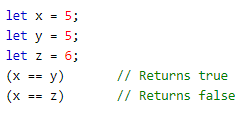 let x = 5;
let y = 5;
let z = 6;
(x == y)       // Returns true
(x == z)       // Returns false